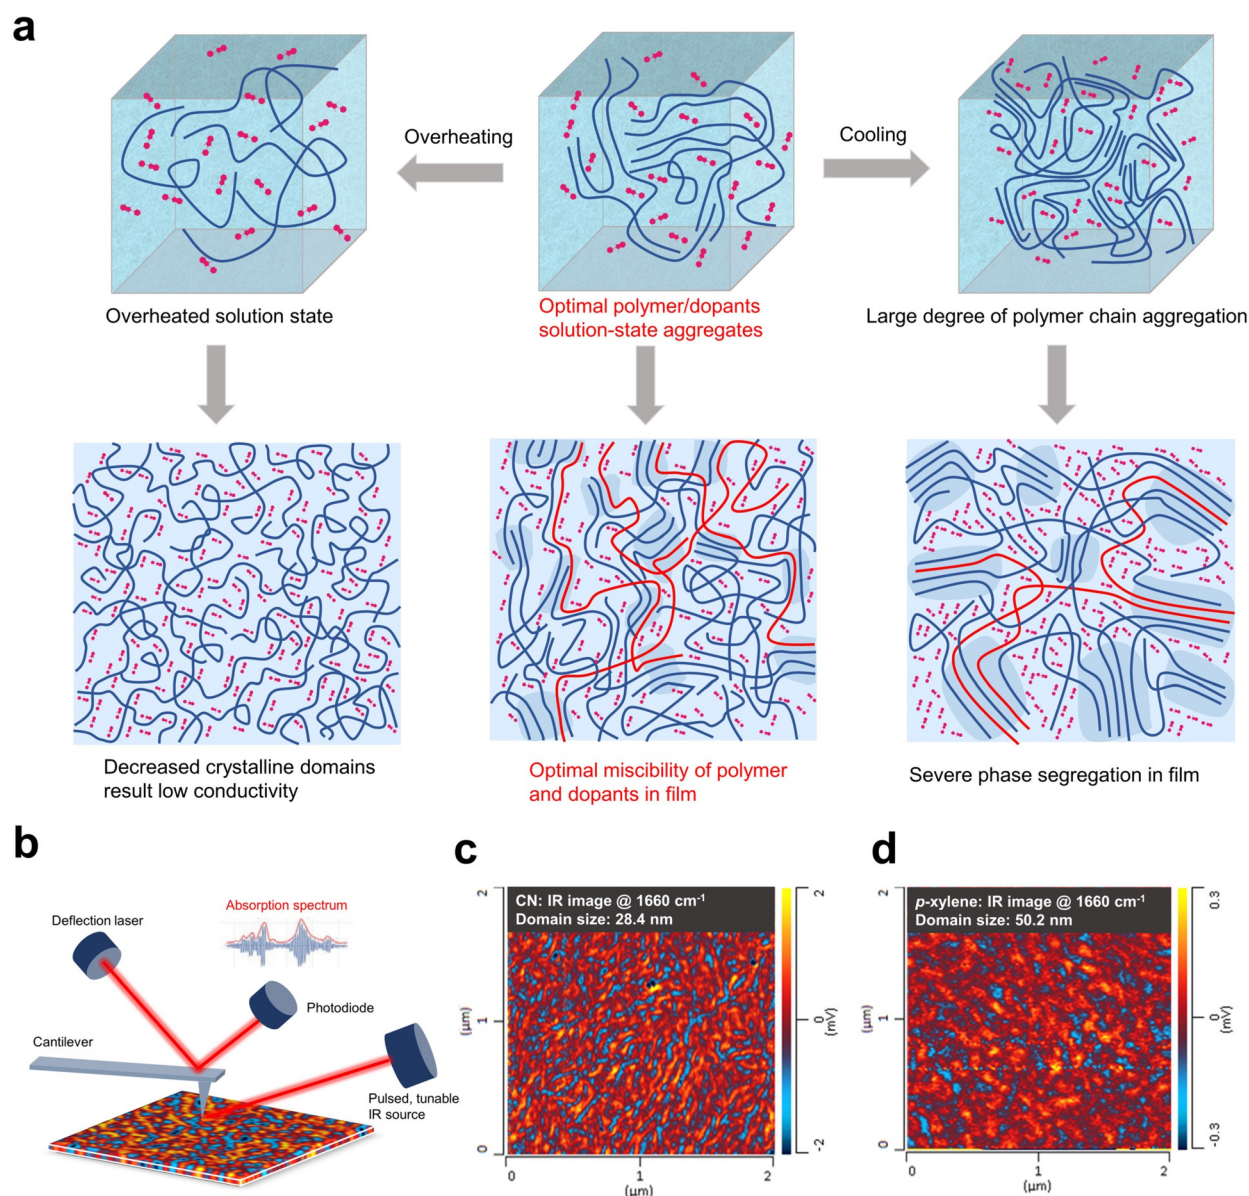 a
Overheating
Cooling
Overheated solution state
Optimal polymer/dopants
solution-state aggregates
Large degree of polymer chain aggregation
Decreased crystalline domains
result low conductivity
Optimal miscibility of polymer
and dopants in film
Severe phase segregation in film
b
Absorption spectrum
Deflection laser
Photodiode
Cantilever
Pulsed, tunable
IR source
c
CN: IR image @ 1660 cm-1
Domain size: 28.4 nm
2
1
0
(μm)
0
1
2
(μm)
2
0
-2
(mV)
d
p-xylene: IR image @ 1660 cm-1
Domain size: 50.2 nm
2
1
0
(μm)
0
1
2
(μm)
0.3
0
-0.3
(mV)